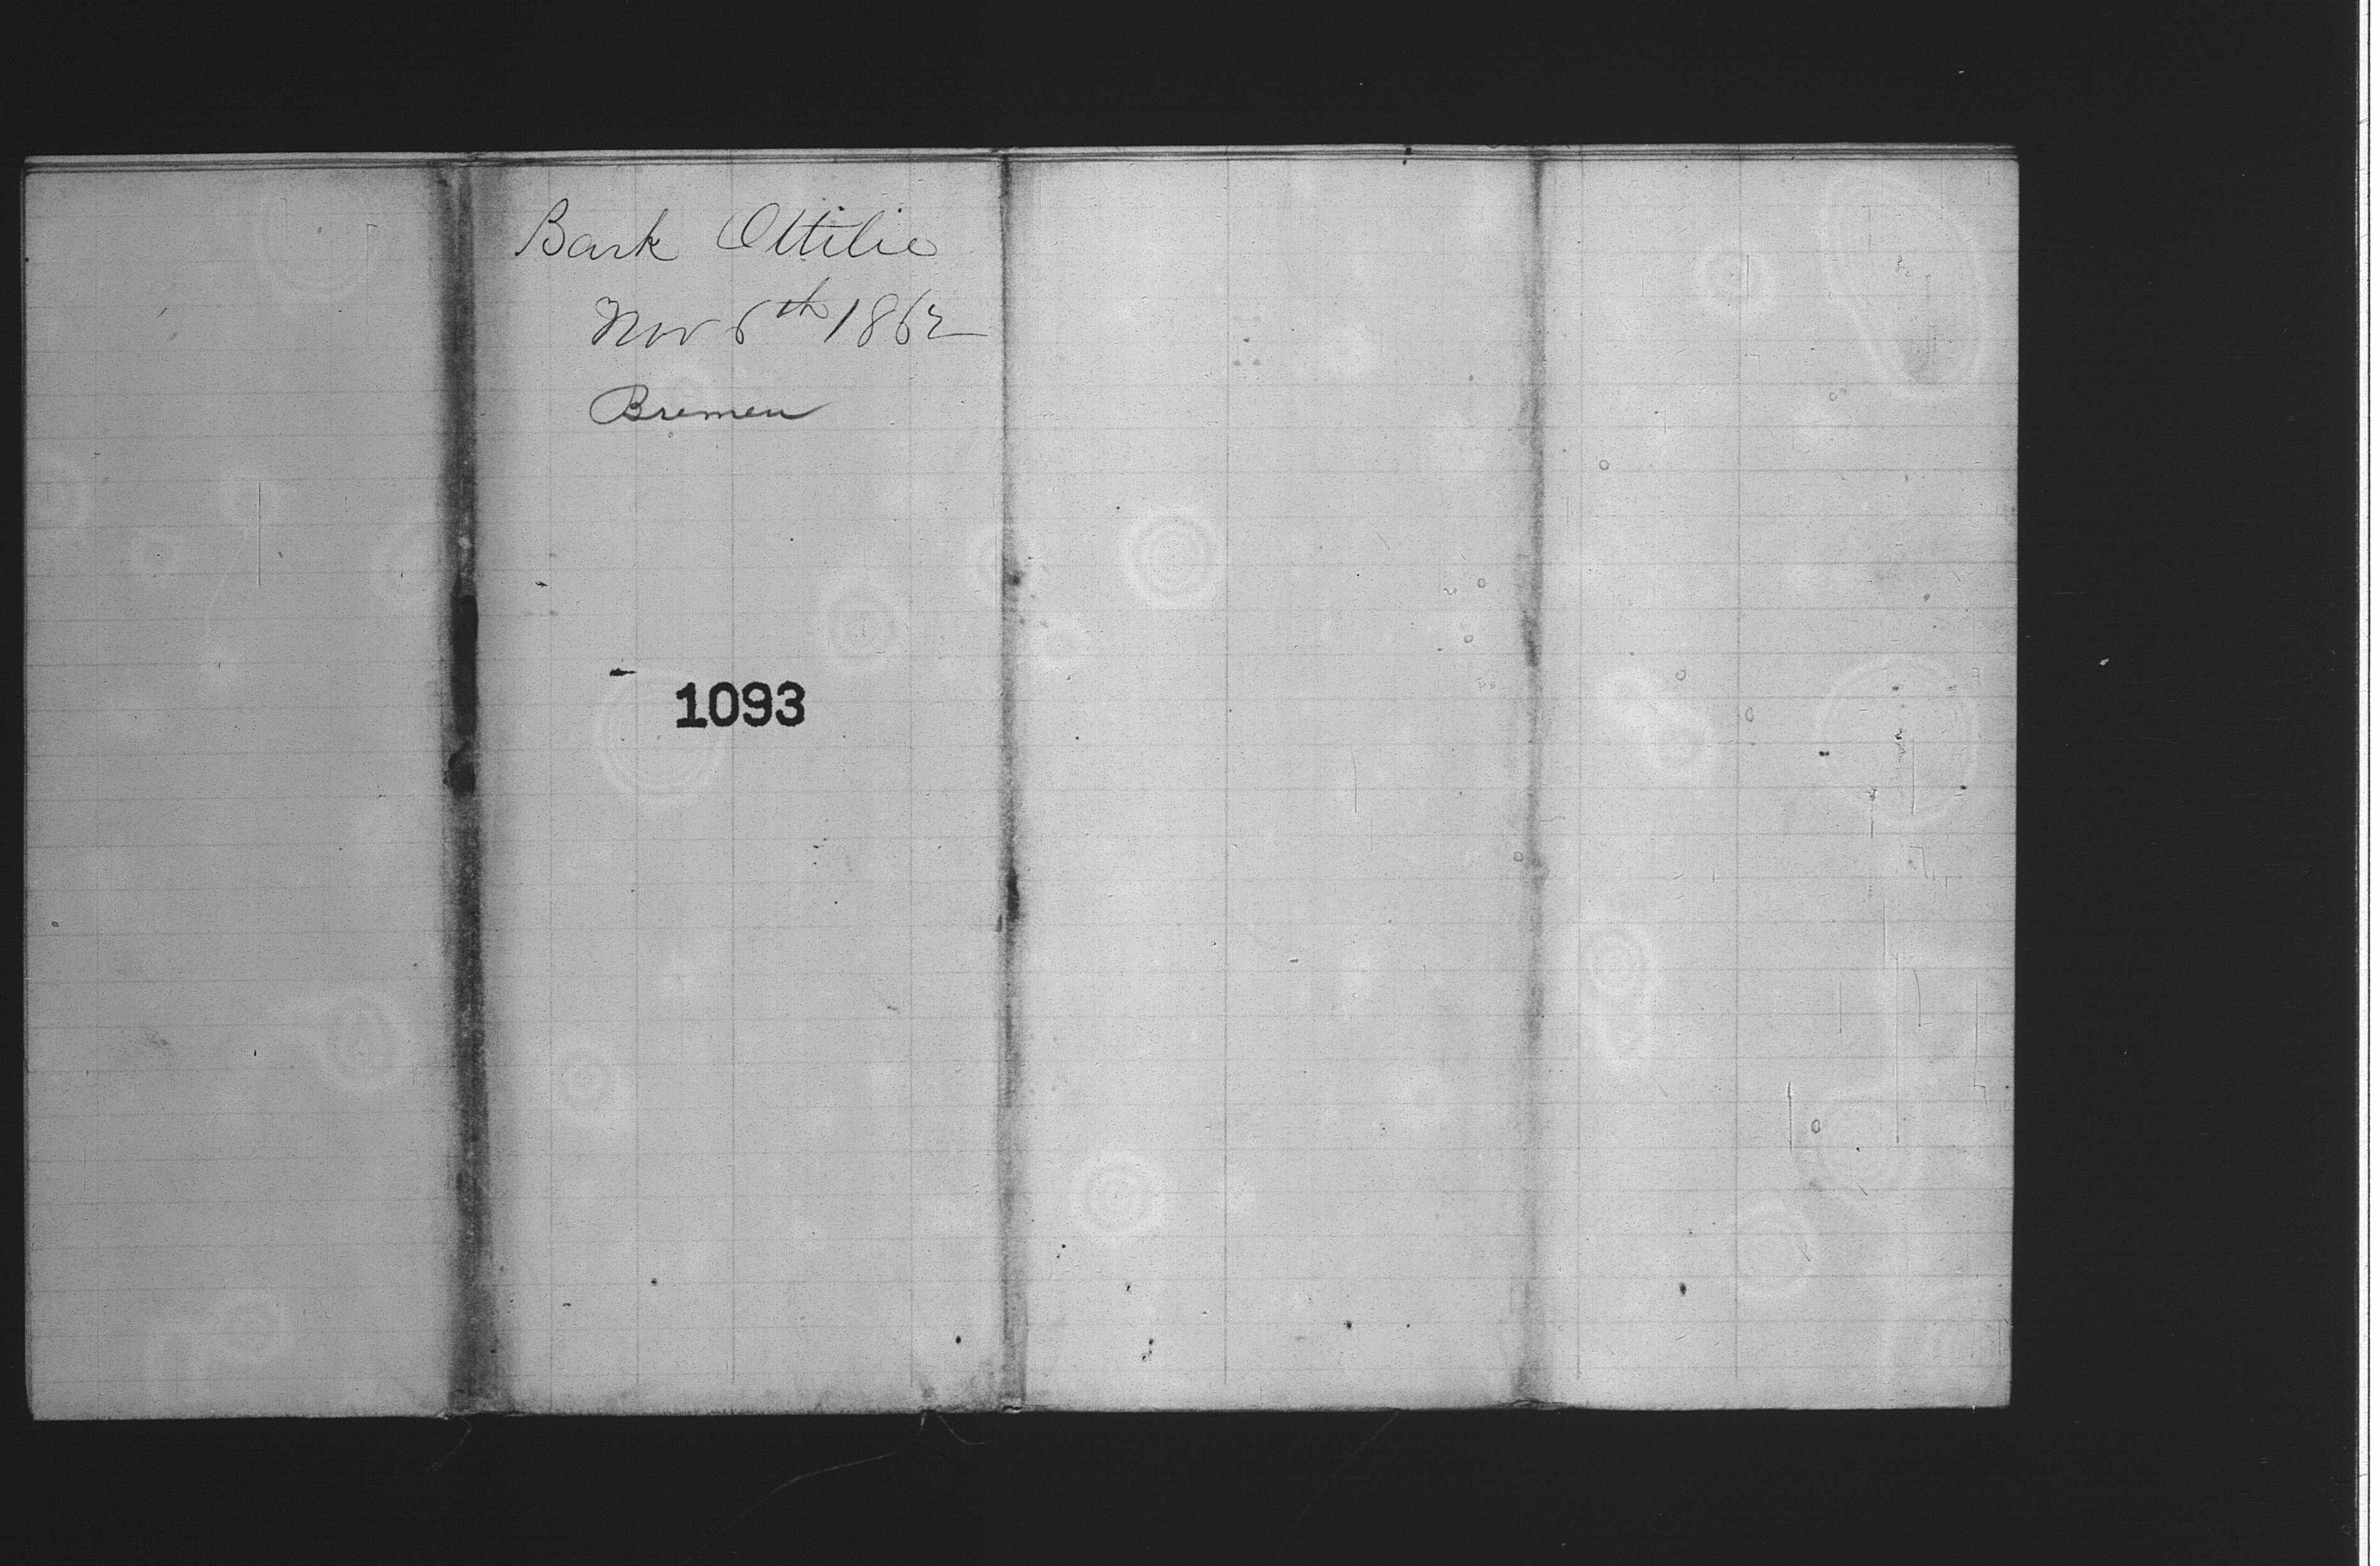 Bark Ottilie
Nov 6th 1862
Bremen
1093